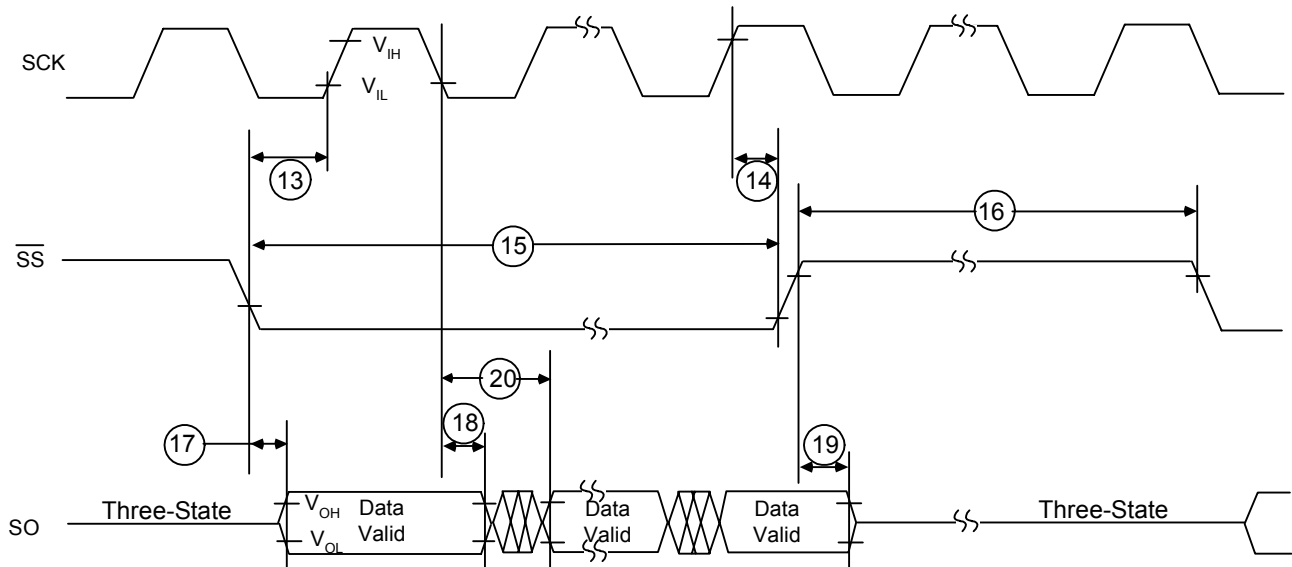 SCK
V_IH
V_IL
13
14
16
15
SS
20
18
17
19
Three-State
V_OH
Data
Valid
V_OL
Data
Valid
Data
Valid
Three-State
SO